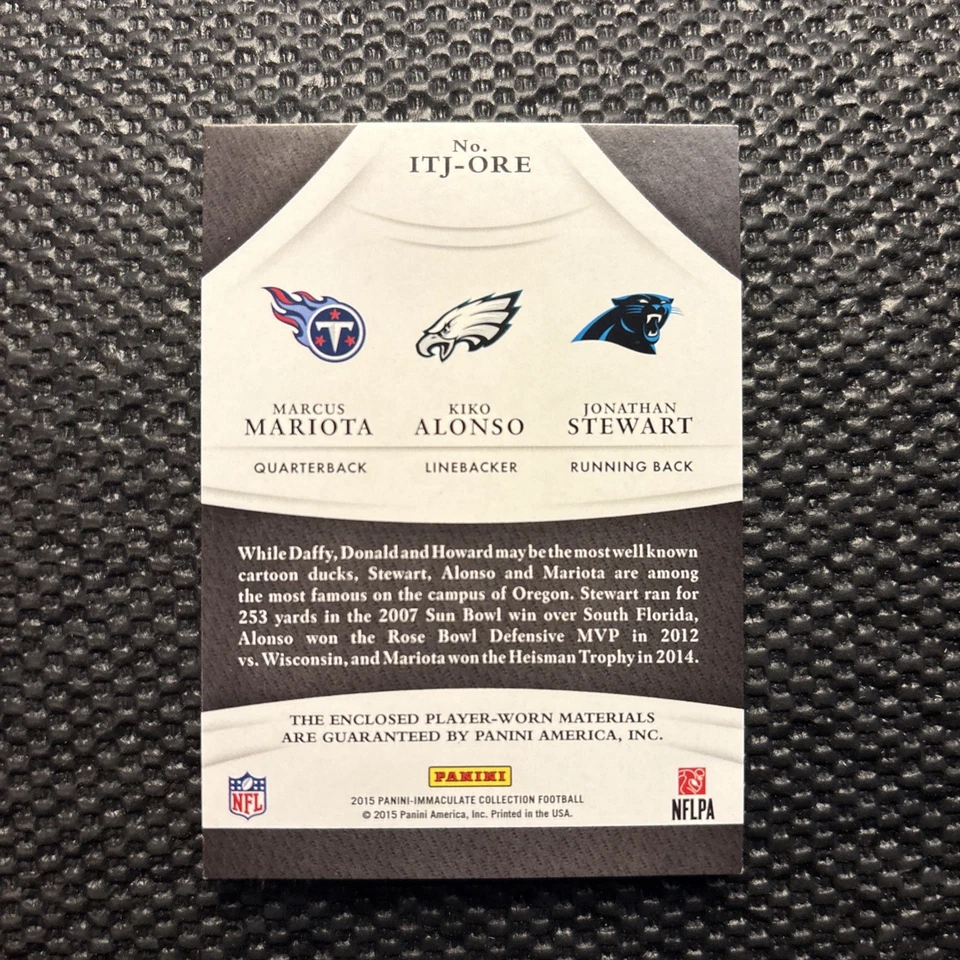 No.
ITJ-ORE
MARCUS KIKO JONATHAN
MARIOTA ALONSO STEWART
QUARTERBACK LINEBACKER RUNNING BACK
While Daffy, Donald and Howard may be the most well known
cartoon ducks, Stewart, Alonso and Mariota are among
the most famous on the campus of Oregon. Stewart ran for
253 yards in the 2007 Sun Bowl win over South Florida,
Alonso won the Rose Bowl Defensive MVP in 2012
vs. Wisconsin, and Mariota won the Heisman Trophy in 2014.
THE ENCLOSED PLAYER-WORN MATERIALS
ARE GUARANTEED BY PANINI AMERICA, INC.
PANINI
NFL
2015 PANINI-IMMACULATE COLLECTION FOOTBALL
© 2015 Panini America, Inc. Printed in the USA.
NFLPA